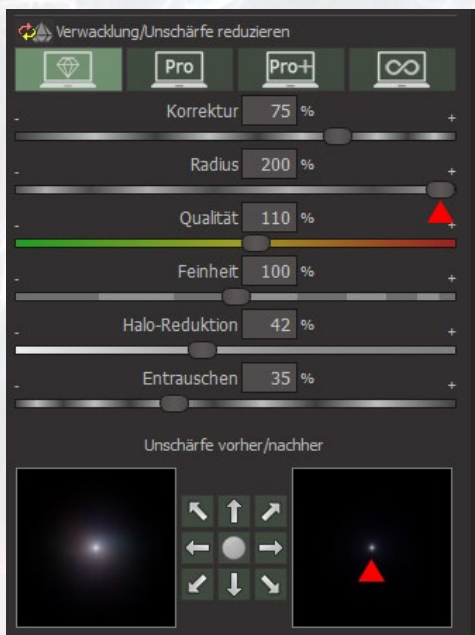 Verwacklung/Unschärfe reduzieren
Pro Pro+
Korrektur 75 %
- +
Radius 200 %
- +
Qualität 110 %
- +
Feinheit 100 %
- +
Halo-Reduktion 42 %
- +
Entrauschen 35 %
- +
Unschärfe vorher/nachher